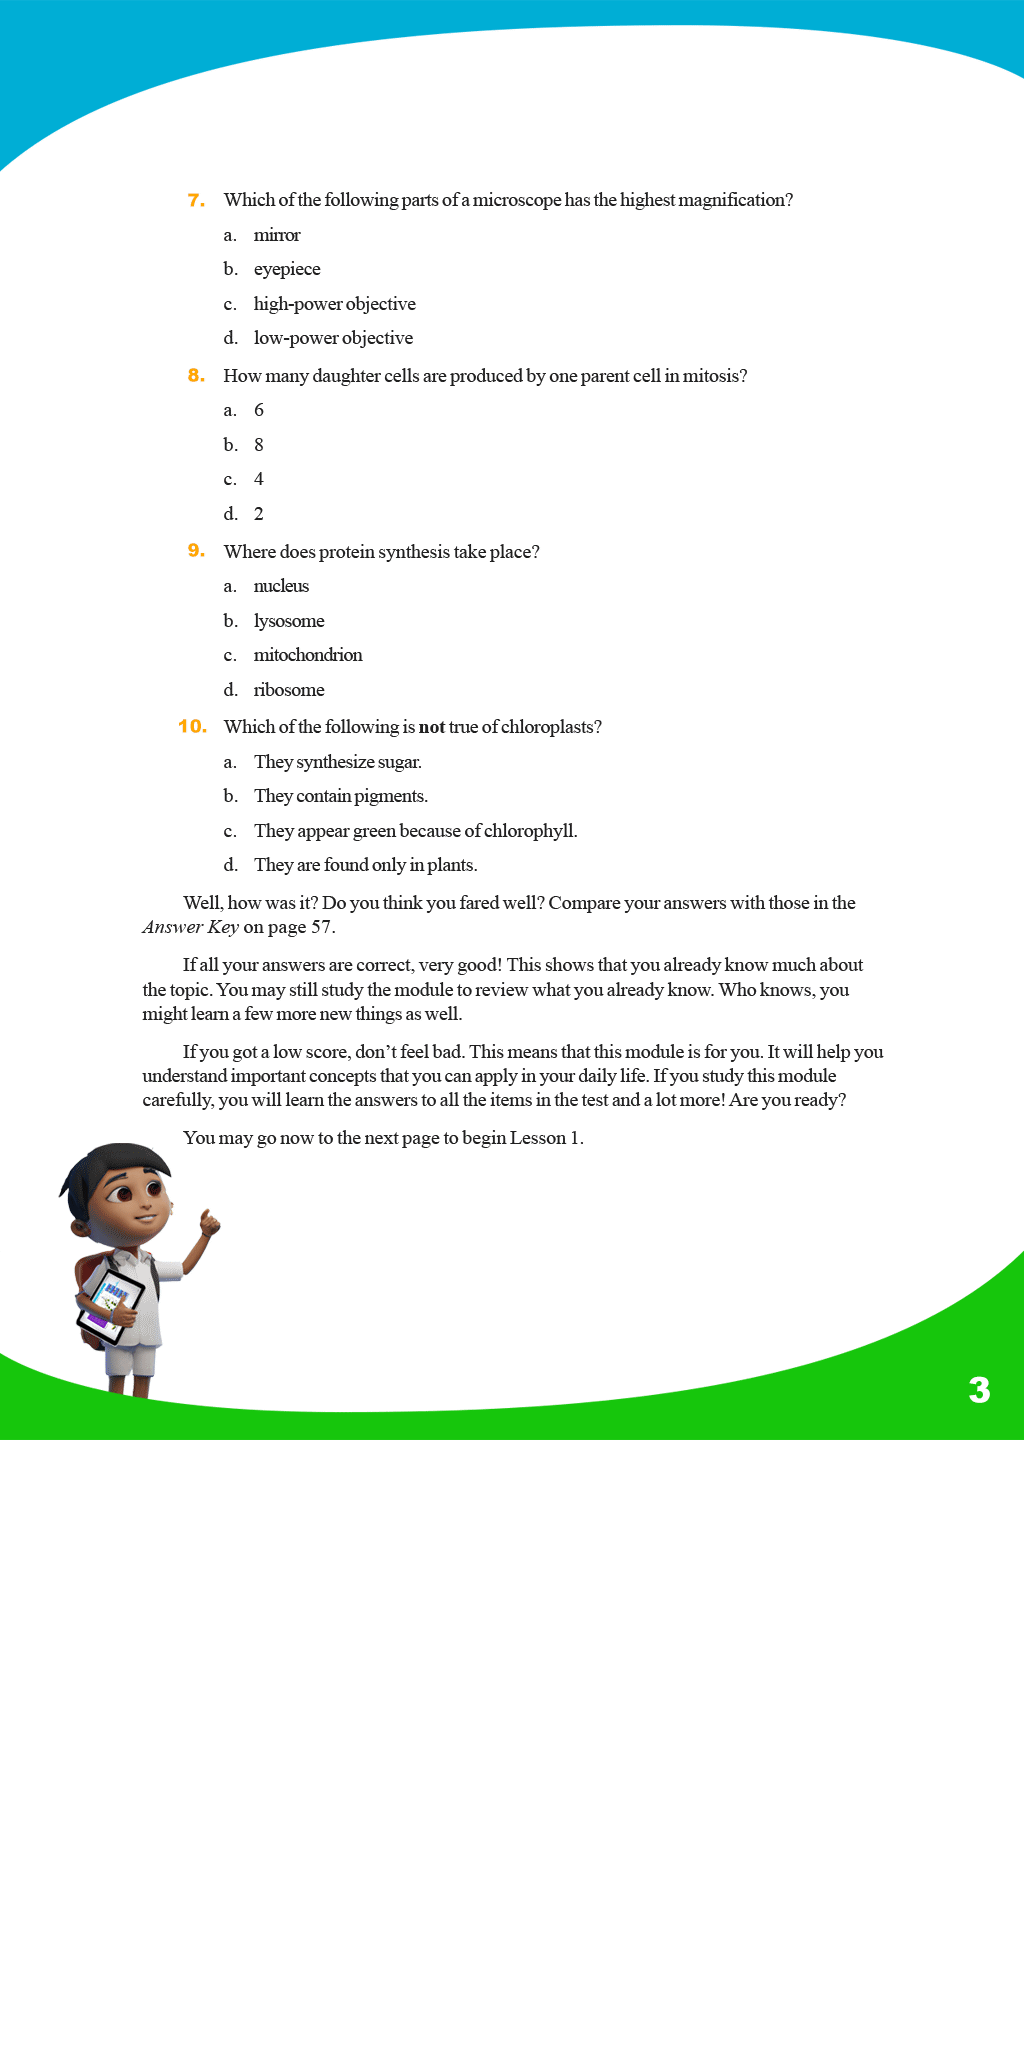 7. Which of the following parts of a microscope has the highest magnification?
a. mirror
b. eyepiece
c. high-power objective
d. low-power objective
8. How many daughter cells are produced by one parent cell in mitosis?
a. 6
b. 8
c. 4
d. 2
9. Where does protein synthesis take place?
a. nucleus
b. lysosome
c. mitochondrion
d. ribosome
10. Which of the following is not true of chloroplasts?
a. They synthesize sugar.
b. They contain pigments.
c. They appear green because of chlorophyll.
d. They are found only in plants.
Well, how was it? Do you think you fared well? Compare your answers with those in the
Answer Key on page 57.
If all your answers are correct, very good! This shows that you already know much about
the topic. You may still study the module to review what you already know. Who knows, you
might learn a few more new things as well.
If you got a low score, don’t feel bad. This means that this module is for you. It will help you
understand important concepts that you can apply in your daily life. If you study this module
carefully, you will learn the answers to all the items in the test and a lot more! Are you ready?
You may go now to the next page to begin Lesson 1.
3